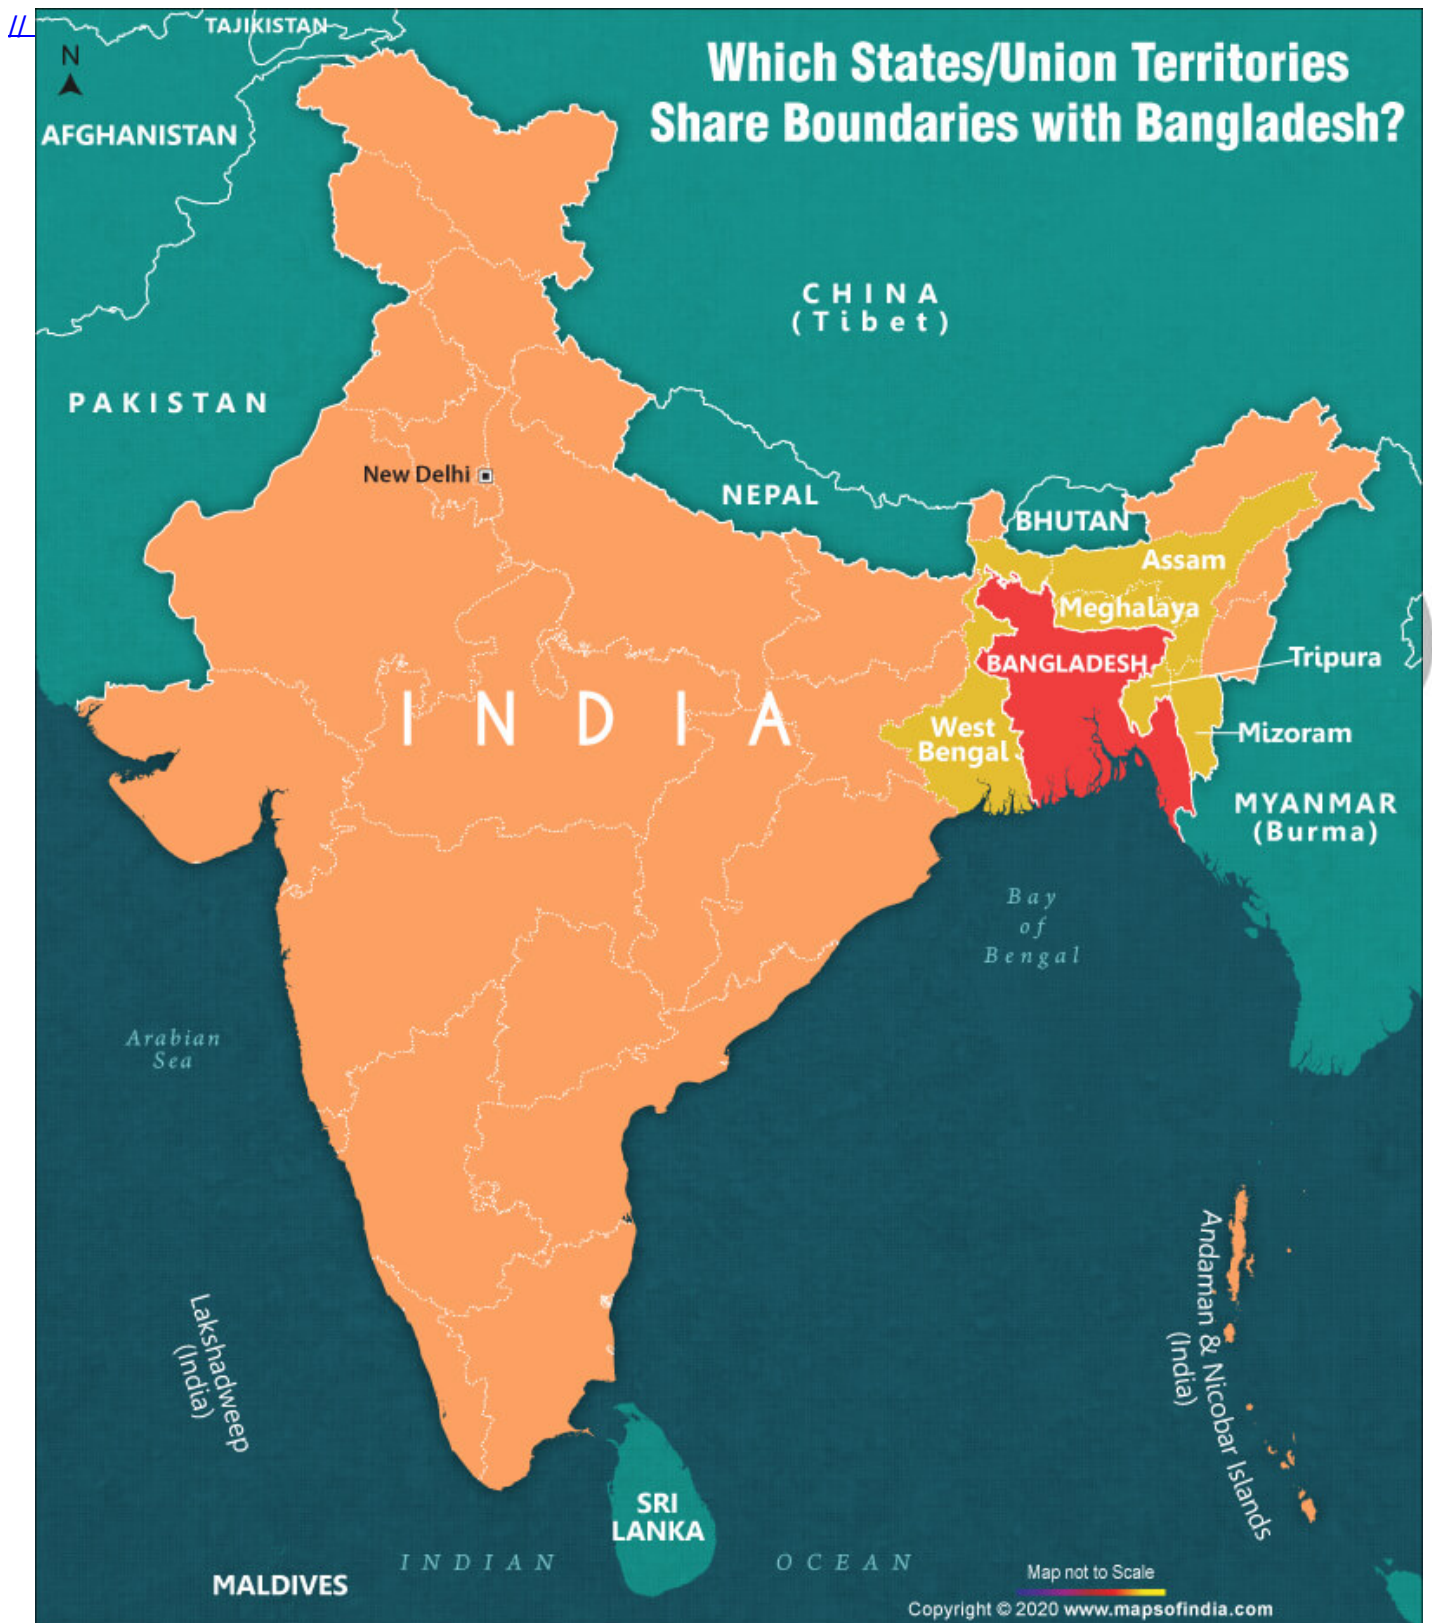 //
TAJIKISTAN
N
Which States/Union Territories
Share Boundaries with Bangladesh?
AFGHANISTAN
CHINA
(Tibet)
PAKISTAN
New Delhi
NEPAL
BHUTAN
Assam
Meghalaya
BANGLADESH
Tripura
INDIA
West
Bengal
Mizoram
MYANMAR
(Burma)
Bay
of
Bengal
Arabian
Sea
Andaman & Nicobar Islands
(India)
Lakshadweep
(India)
SRI
LANKA
INDIAN OCEAN
MALDIVES
Map not to Scale
Copyright © 2020 www.mapsofindia.com